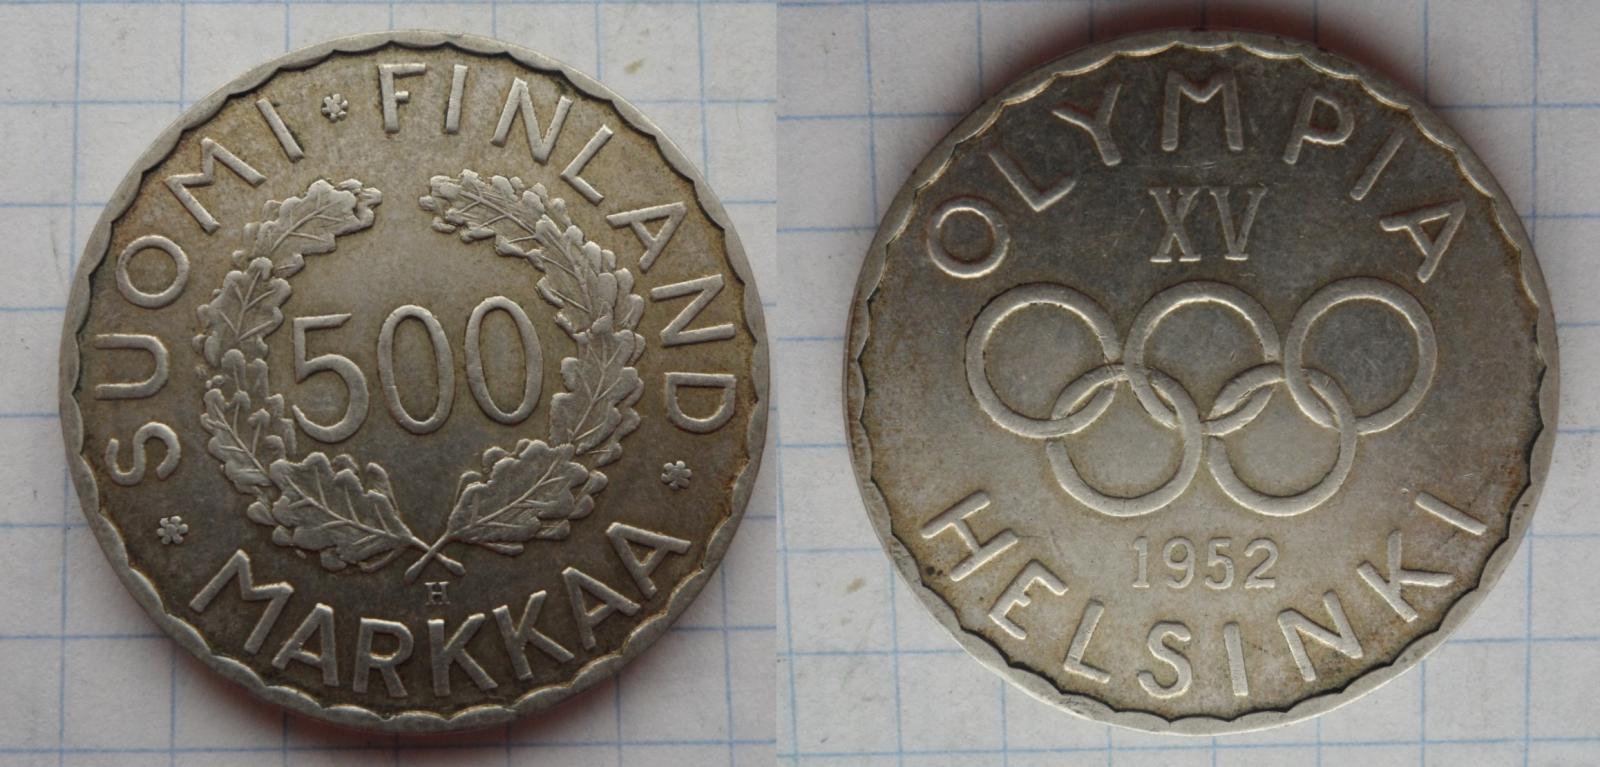 SUOMI * FINLAND *
500
H
MARKKAA *
OLYMPIA
XV
1952
HELSINKI